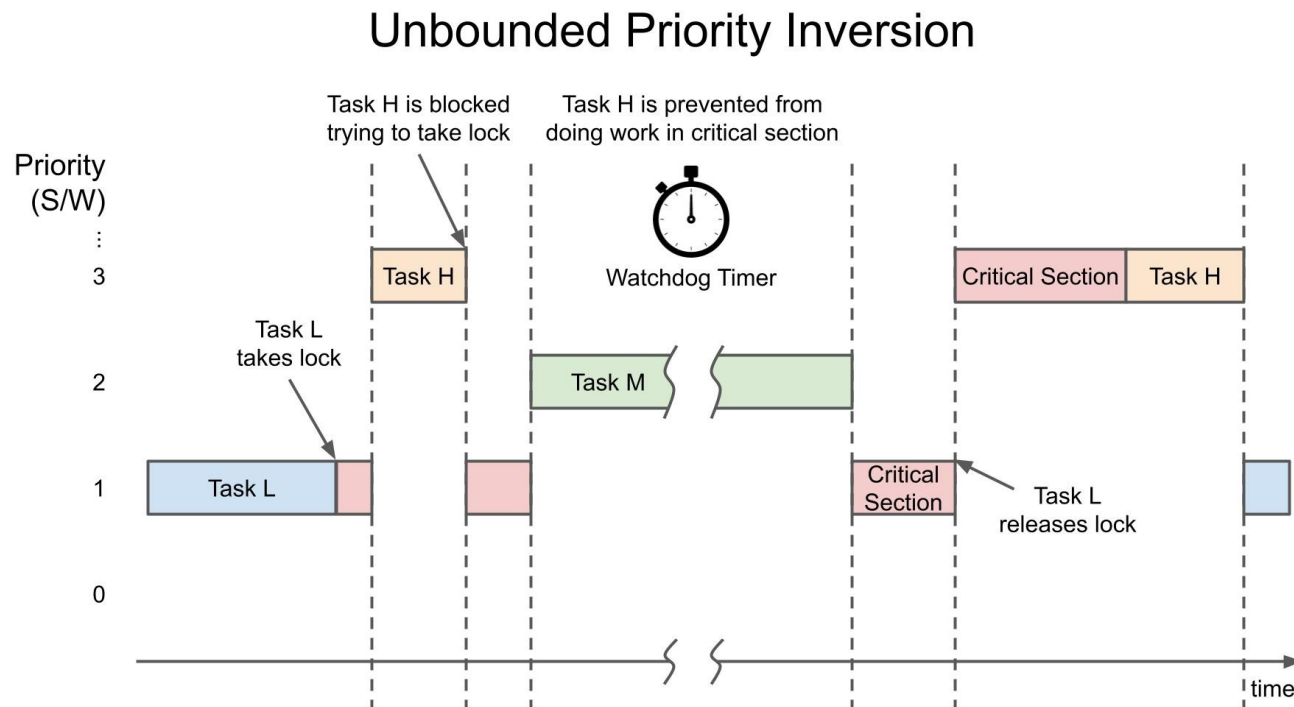 Unbounded Priority Inversion
Task H is blocked
trying to take lock
Task H is prevented from
doing work in critical section
Priority
(S/W)
⋮
3
Task H
Watchdog Timer
Critical Section
Task H
Task L
takes lock
2
Task M
1
Task L
Critical
Section
Task L
releases lock
0
time